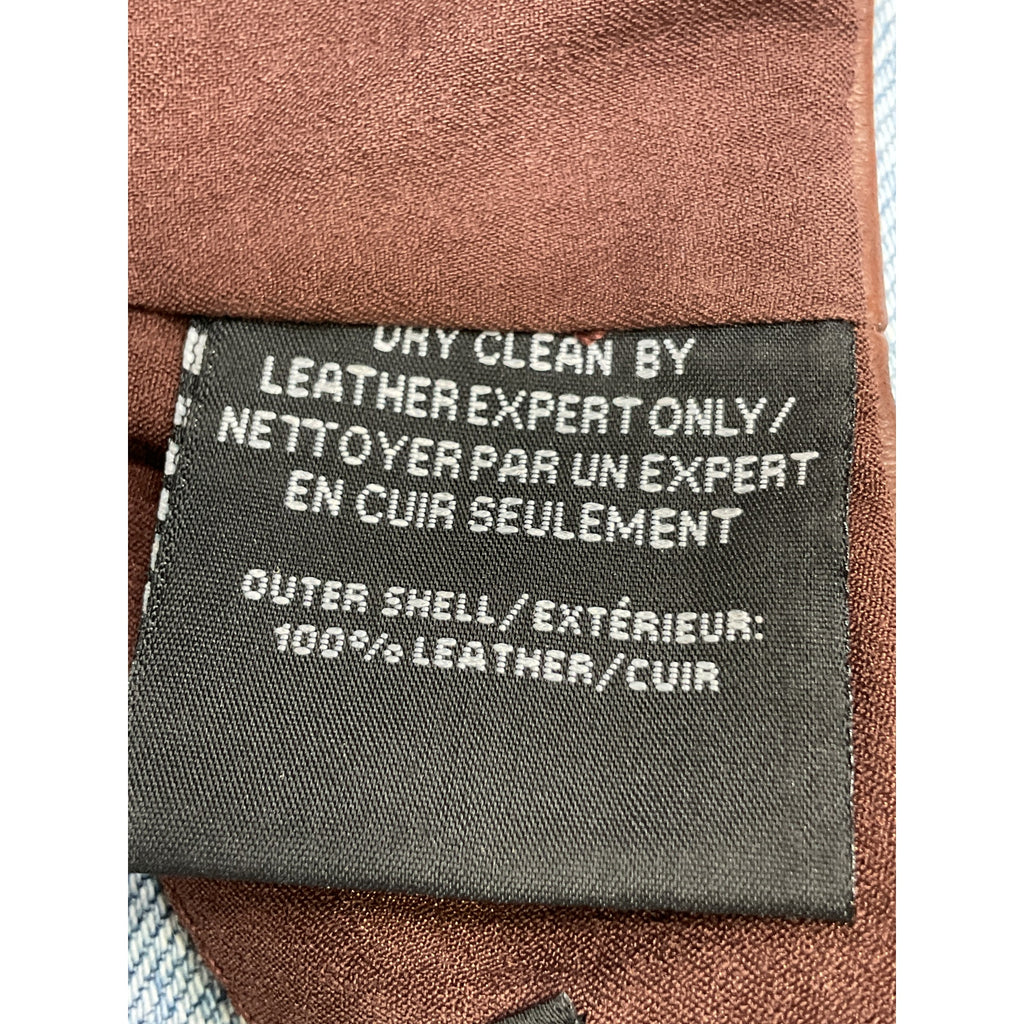 DRY CLEAN BY
LEATHER EXPERT ONLY/
NETTOYER PAR UN EXPERT
EN CUIR SEULEMENT
OUTER SHELL/EXTÉRIEUR:
100% LEATHER/CUIR